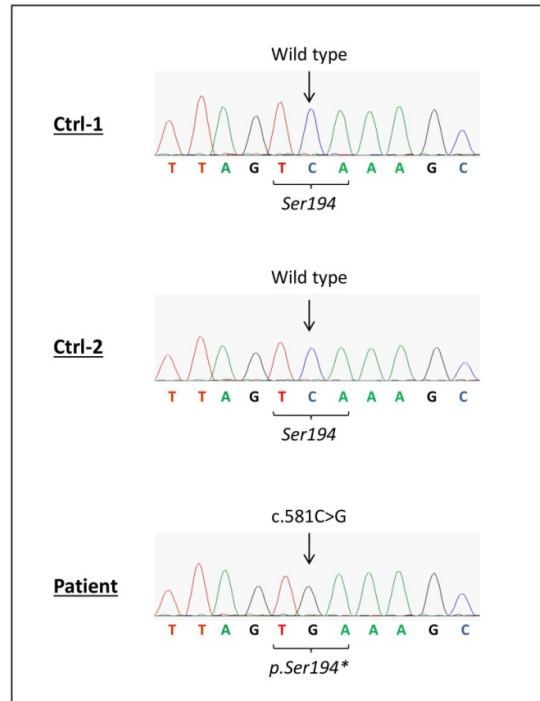 Wild type
Ctrl-1
T T A G T C A A A G C
Ser194
Wild type
Ctrl-2
T T A G T C A A A G C
Ser194
c.581C>G
Patient
T T A G T G A A A G C
p.Ser194*